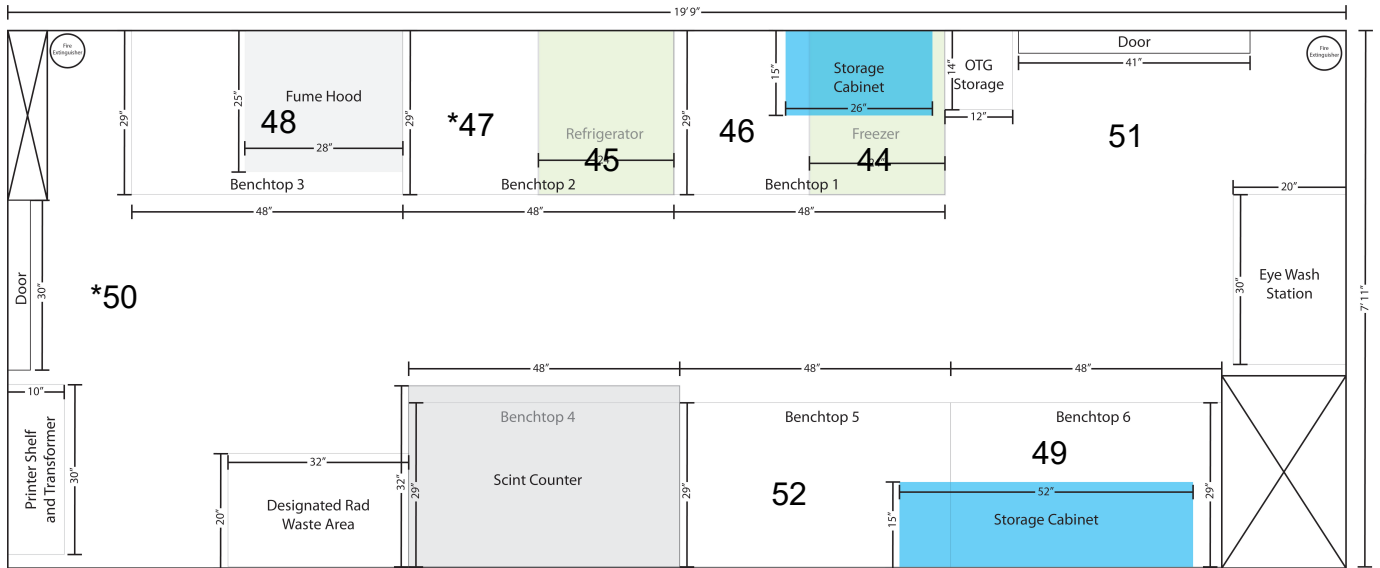 19' 9"
Fire
Extinguisher
Door
Fire
Extinguisher
41"
OTG
Storage
14"
12"
Storage
Cabinet
15"
26"
29"
25"
Fume Hood
48
28"
29"
*47
Refrigerator
45
29"
46
Freezer
44
51
Benchtop 3
Benchtop 2
Benchtop 1
48"
48"
48"
20"
30"
Eye Wash
Station
7' 11"
Door
30"
*50
48"
48"
48"
10"
Printer Shelf
and Transformer
30"
32"
20"
Designated Rad
Waste Area
32"
29"
Benchtop 4
Scint Counter
29"
Benchtop 5
52
Benchtop 6
49
15"
52"
Storage Cabinet
29"